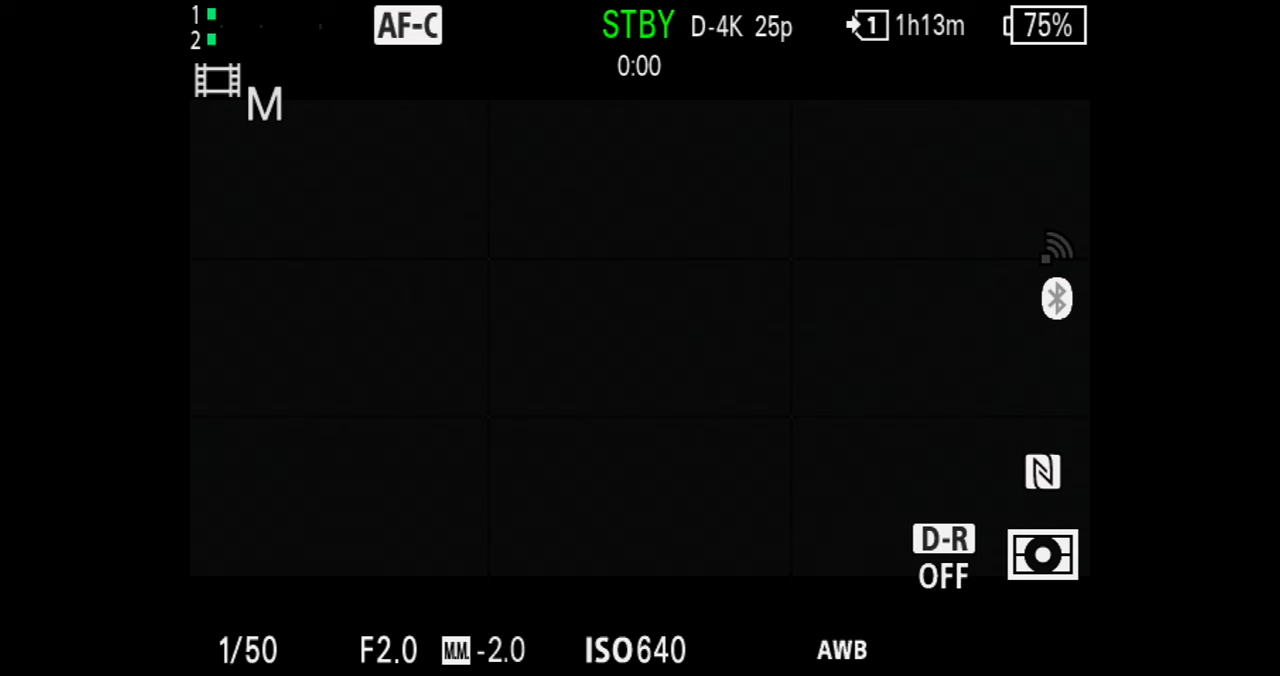 1 AF-C STBY D-4K 25p 1 1h13m 75%
2 0:00
M
D-R
OFF
1/50 F2.0 M.M. -2.0 ISO640 AWB